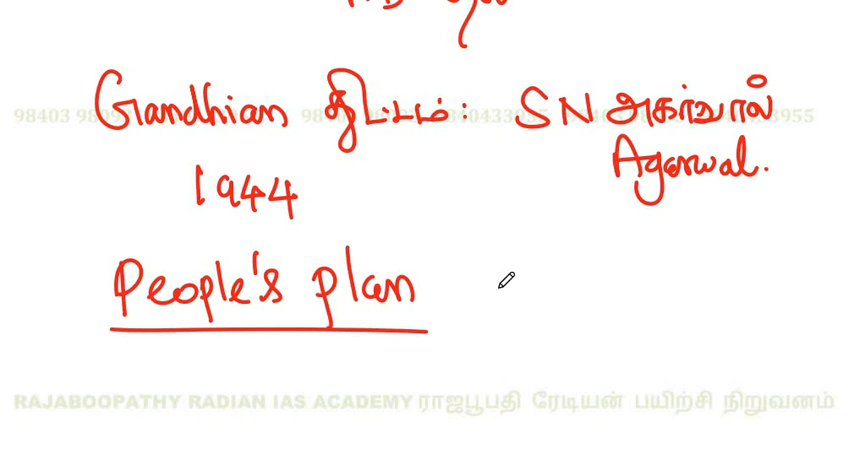 Gandhian திட்டம்: SN அகர்வால்
Agarwal.
1944
People's plan
RAJABOOPATHY RADIAN IAS ACADEMY ராஜபூபதி ரேடியன் பயிற்சி நிறுவனம்